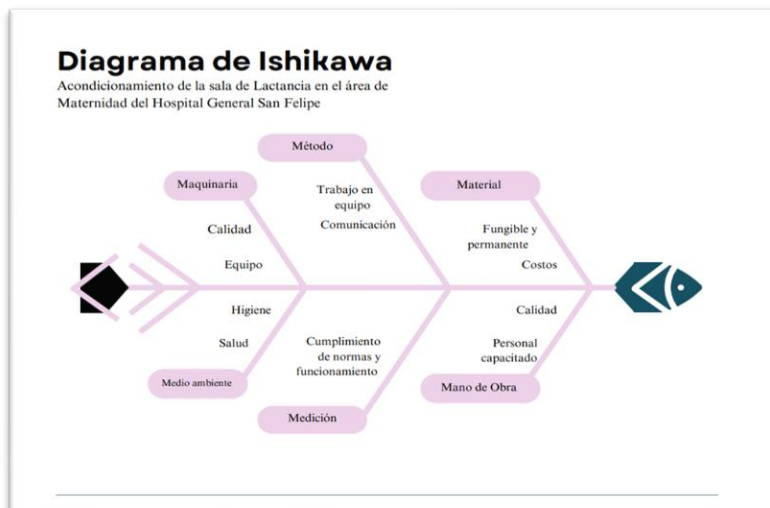 Diagrama de Ishikawa
Acondicionamiento de la sala de Lactancia en el área de
Maternidad del Hospital General San Felipe
Método
Maquinaria
Material
Trabajo en
equipo
Comunicación
Calidad
Equipo
Fungible y
permanente
Costos
Higiene
Salud
Cumplimiento
de normas y
funcionamiento
Calidad
Personal
capacitado
Medio ambiente
Medición
Mano de Obra